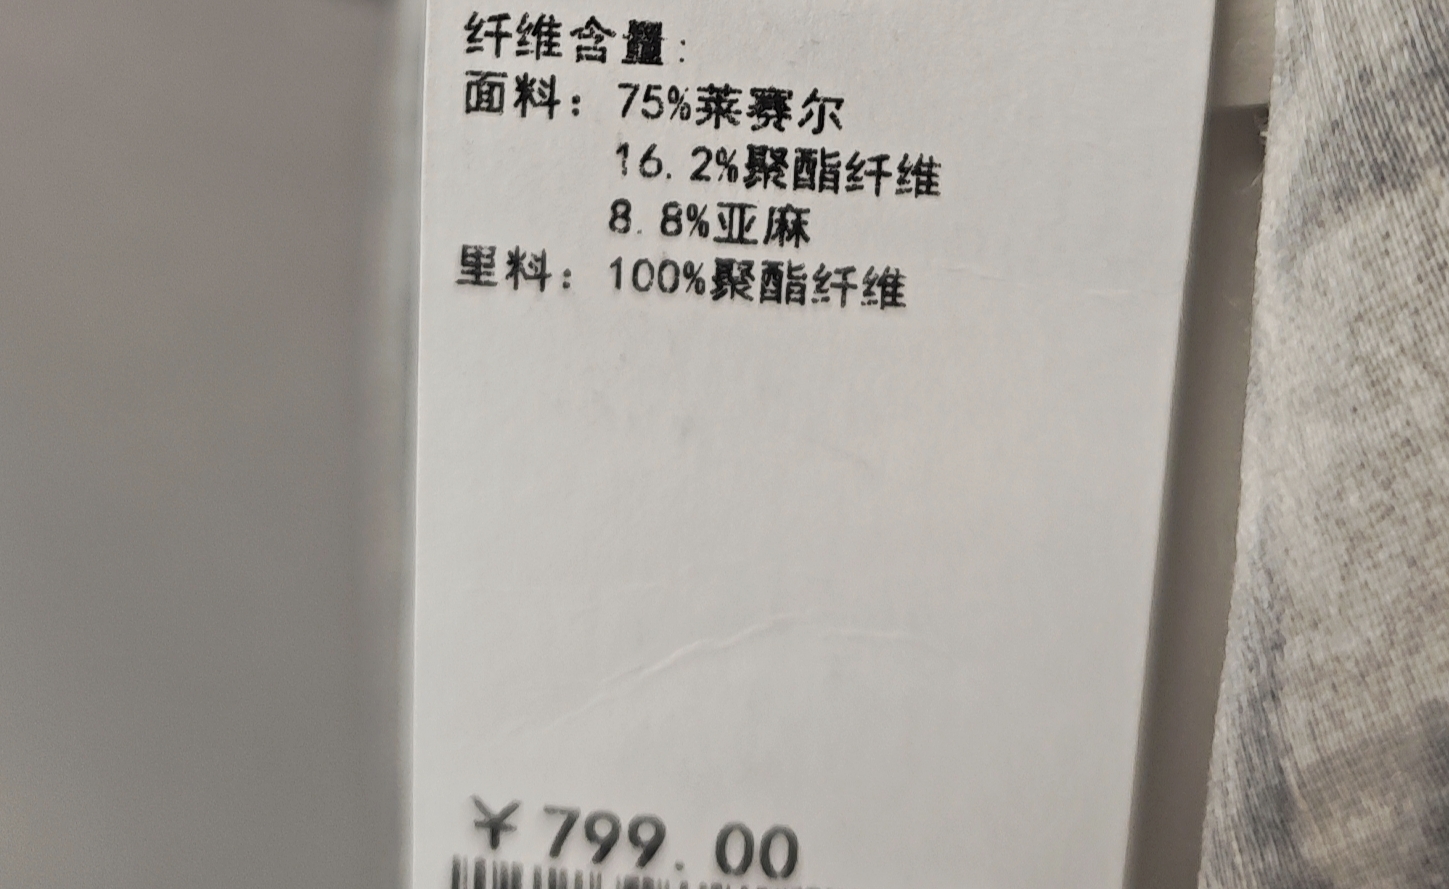 纤维含量:
面料: 75%莱赛尔
16.2%聚酯纤维
8.8%亚麻
里料: 100%聚酯纤维
¥799.00